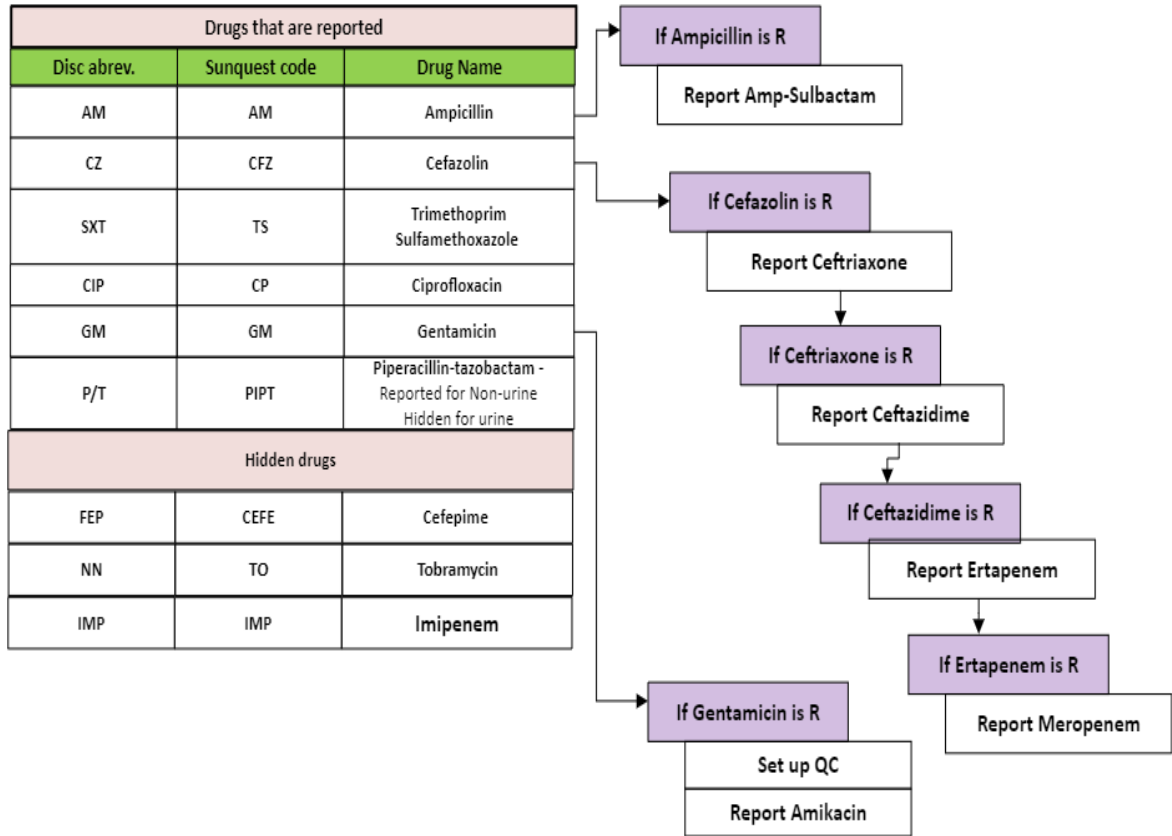 Drugs that are reported
Disc abrev. Sunquest code Drug Name
AM AM Ampicillin
CZ CFZ Cefazolin
SXT TS Trimethoprim
Sulfamethoxazole
CIP CP Ciprofloxacin
GM GM Gentamicin
P/T PIPT Piperacillin-tazobactam -
Reported for Non-urine
Hidden for urine
Hidden drugs
FEP CEFE Cefepime
NN TO Tobramycin
IMP IMP Imipenem
If Ampicillin is R
Report Amp-Sulbactam
If Cefazolin is R
Report Ceftriaxone
If Ceftriaxone is R
Report Ceftazidime
If Ceftazidime is R
Report Ertapenem
If Ertapenem is R
Report Meropenem
If Gentamicin is R
Set up QC
Report Amikacin